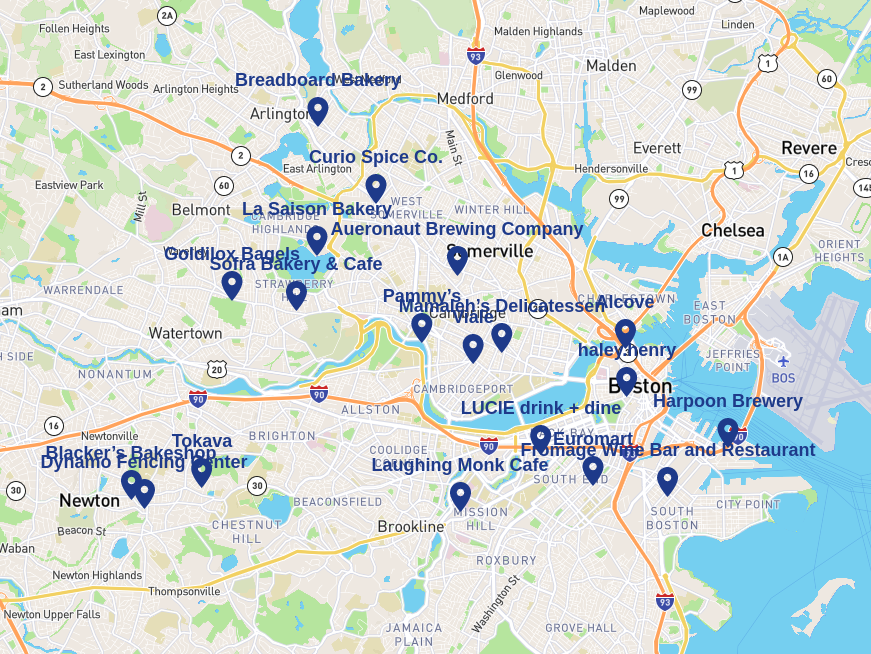 2A
Maplewood
Follen Heights
Linden
Malden Highlands
East Lexington
93
1
Malden
Glenwood
60
2
Sutherland Woods
Breadboard Bakery
Arlington Heights
99
Medford
Arlington
Main St
Everett
Revere
2
Curio Spice Co.
East Arlington
Hendersonville
1
16
Eastview Park
60
99
Mill St
Belmont
La Saison Bakery
WEST
SOMERVILLE
WINTER HILL
CAMBRIDGE
HIGHLANDS
Aueronaut Brewing Company
Chelsea
Waverley
Goldilox Bagels
Somerville
ORIENT
HEIGHTS
1A
Sofra Bakery & Cafe
WARRENDALE
STRAWBERRY
Pammy's
Mamaleh's Delicatessen
Alcove
CHARLESTOWN
Cambridge
Viale
EAST
BOSTON
Watertown
haley.henry
JEFFRIES
POINT
NONANTUM
20
BOS
90
90
CAMBRIDGEPORT
Boston
ALLSTON
LUCIE drink + dine
Harpoon Brewery
16
Newtonville
Tokava
BRIGHTON
BACK BAY
Euromart
90
Blacker's Bakeshop
COOLIDGE
CORNER
Fromage Wine Bar and Restaurant
Dynamo Fencing Center
Laughing Monk Cafe
30
30
SOUTH END
Newton
BEACONSFIELD
MISSION
HILL
SOUTH
BOSTON
CITY POINT
Beacon St
CHESTNUT
HILL
Brookline
Waban
ROXBURY
Newton Highlands
Thompsonville
Washington St
93
Newton Upper Falls
JAMAICA
PLAIN
GROVE HALL